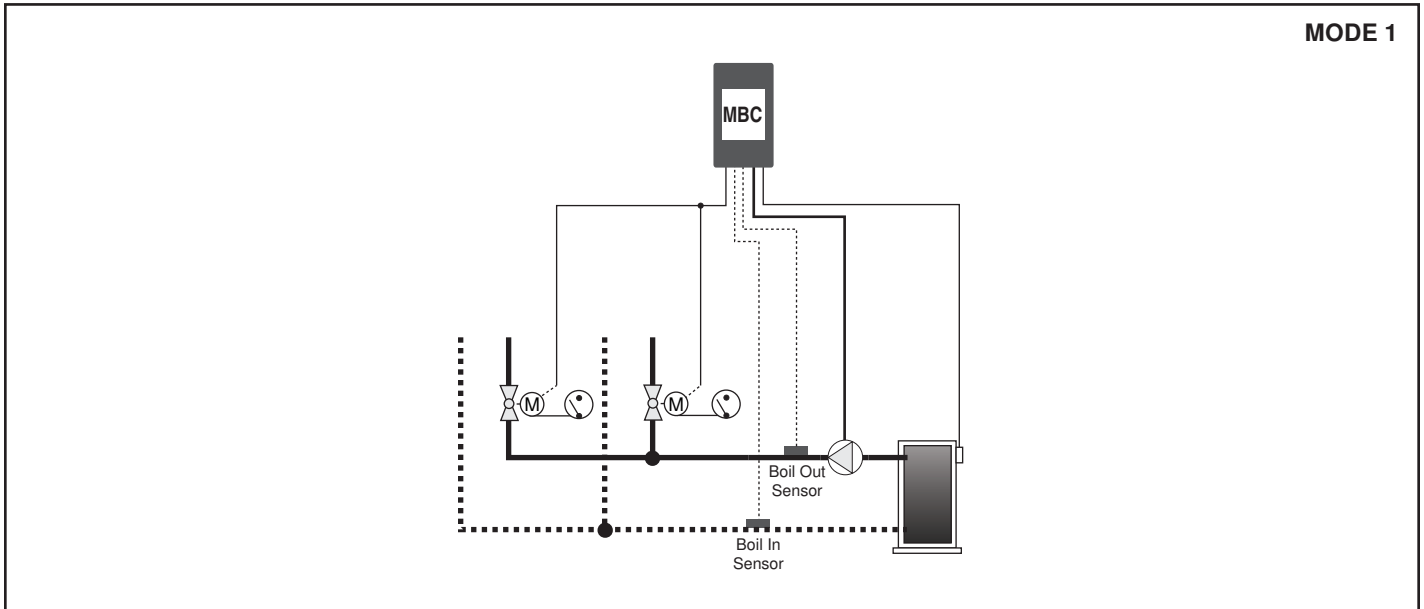 MODE 1
MBC
M
M
Boil Out
Sensor
Boil In
Sensor